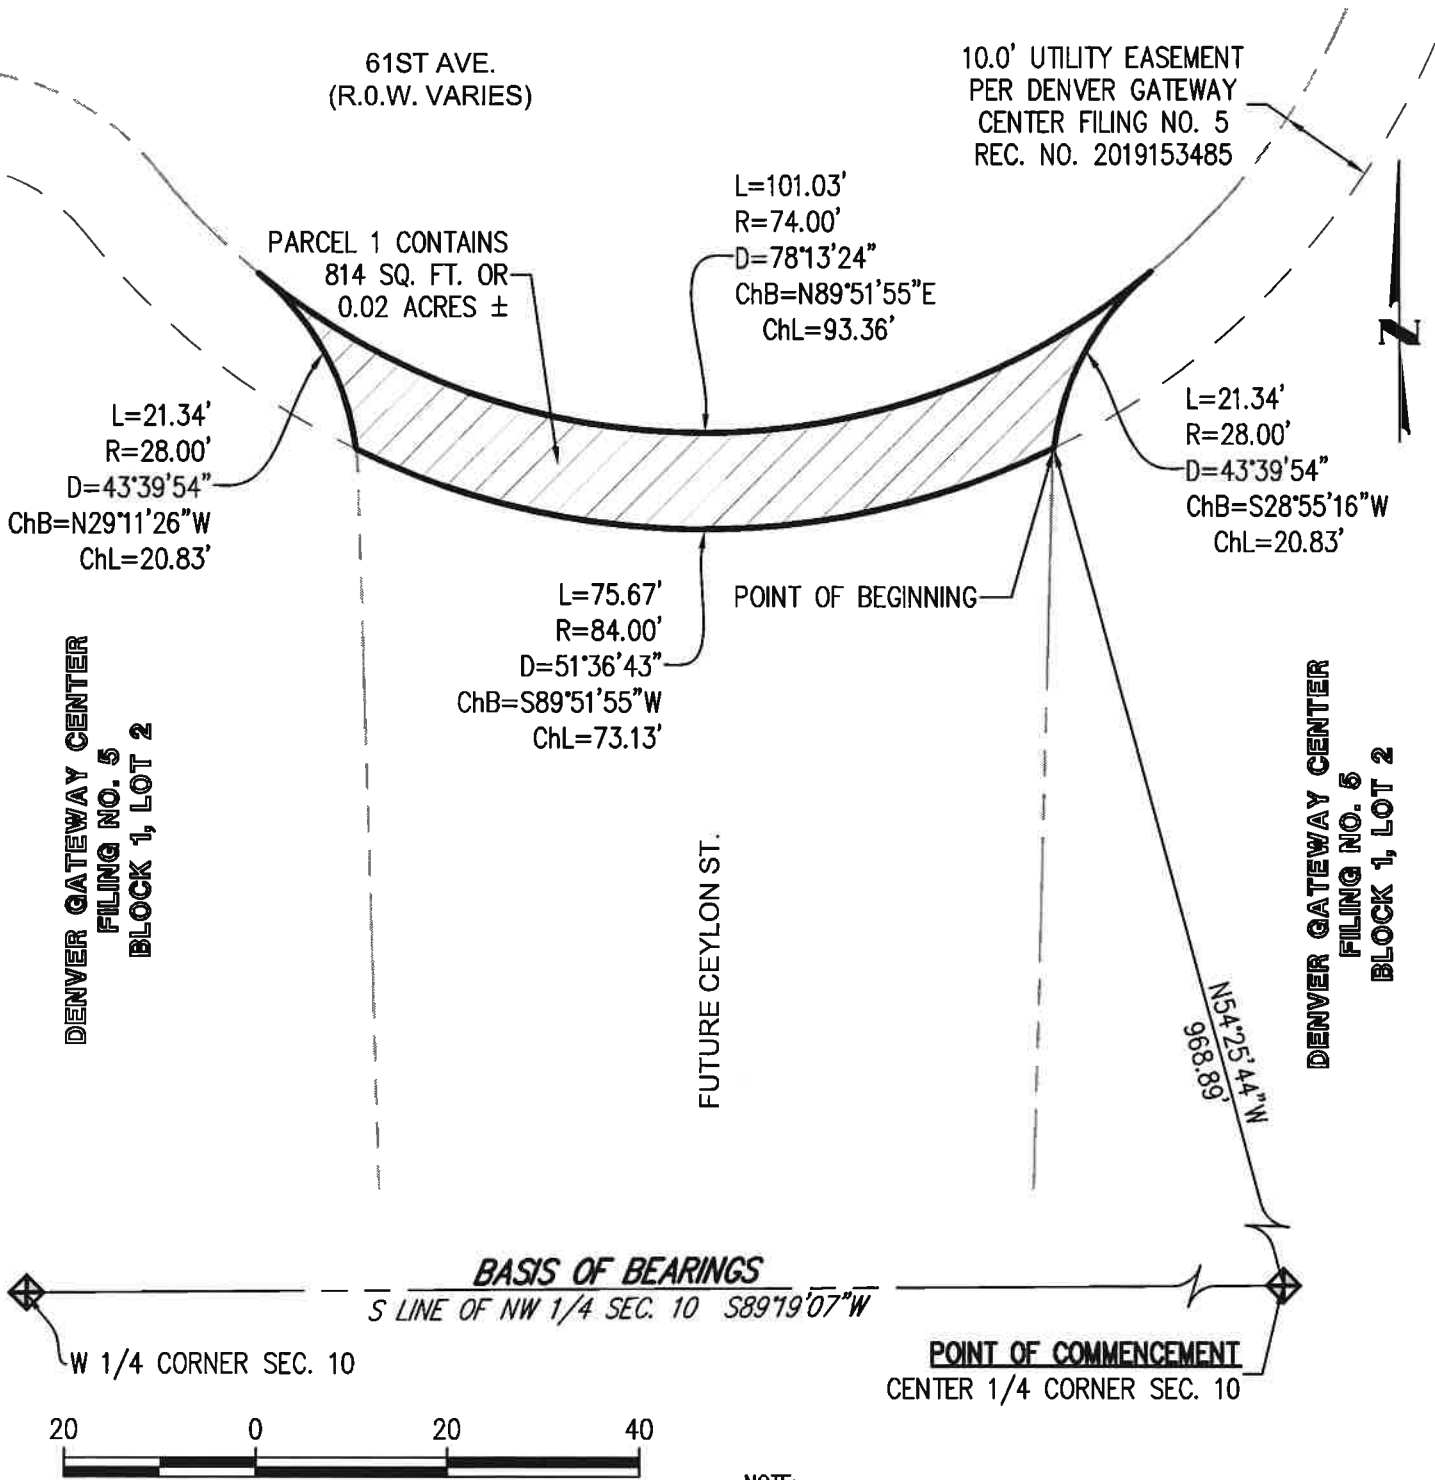 61ST AVE.
(R.O.W. VARIES)
10.0' UTILITY EASEMENT
PER DENVER GATEWAY
CENTER FILING NO. 5
REC. NO. 2019153485
L=101.03'
R=74.00'
D=78°13'24"
ChB=N89°51'55"E
ChL=93.36'
PARCEL 1 CONTAINS
814 SQ. FT. OR
0.02 ACRES ±
N
L=21.34'
R=28.00'
D=43°39'54"
ChB=N29°11'26"W
ChL=20.83'
L=21.34'
R=28.00'
D=43°39'54"
ChB=S28°55'16"W
ChL=20.83'
L=75.67'
R=84.00'
D=51°36'43"
ChB=S89°51'55"W
ChL=73.13'
POINT OF BEGINNING
DENVER GATEWAY CENTER
FILING NO. 5
BLOCK 1, LOT 2
FUTURE CEYLON ST.
DENVER GATEWAY CENTER
FILING NO. 5
BLOCK 1, LOT 2
N54°25'44"W
968.89'
BASIS OF BEARINGS
S LINE OF NW 1/4 SEC. 10 S89°19'07"W
W 1/4 CORNER SEC. 10
POINT OF COMMENCEMENT
CENTER 1/4 CORNER SEC. 10
20 0 20 40
NOTE: